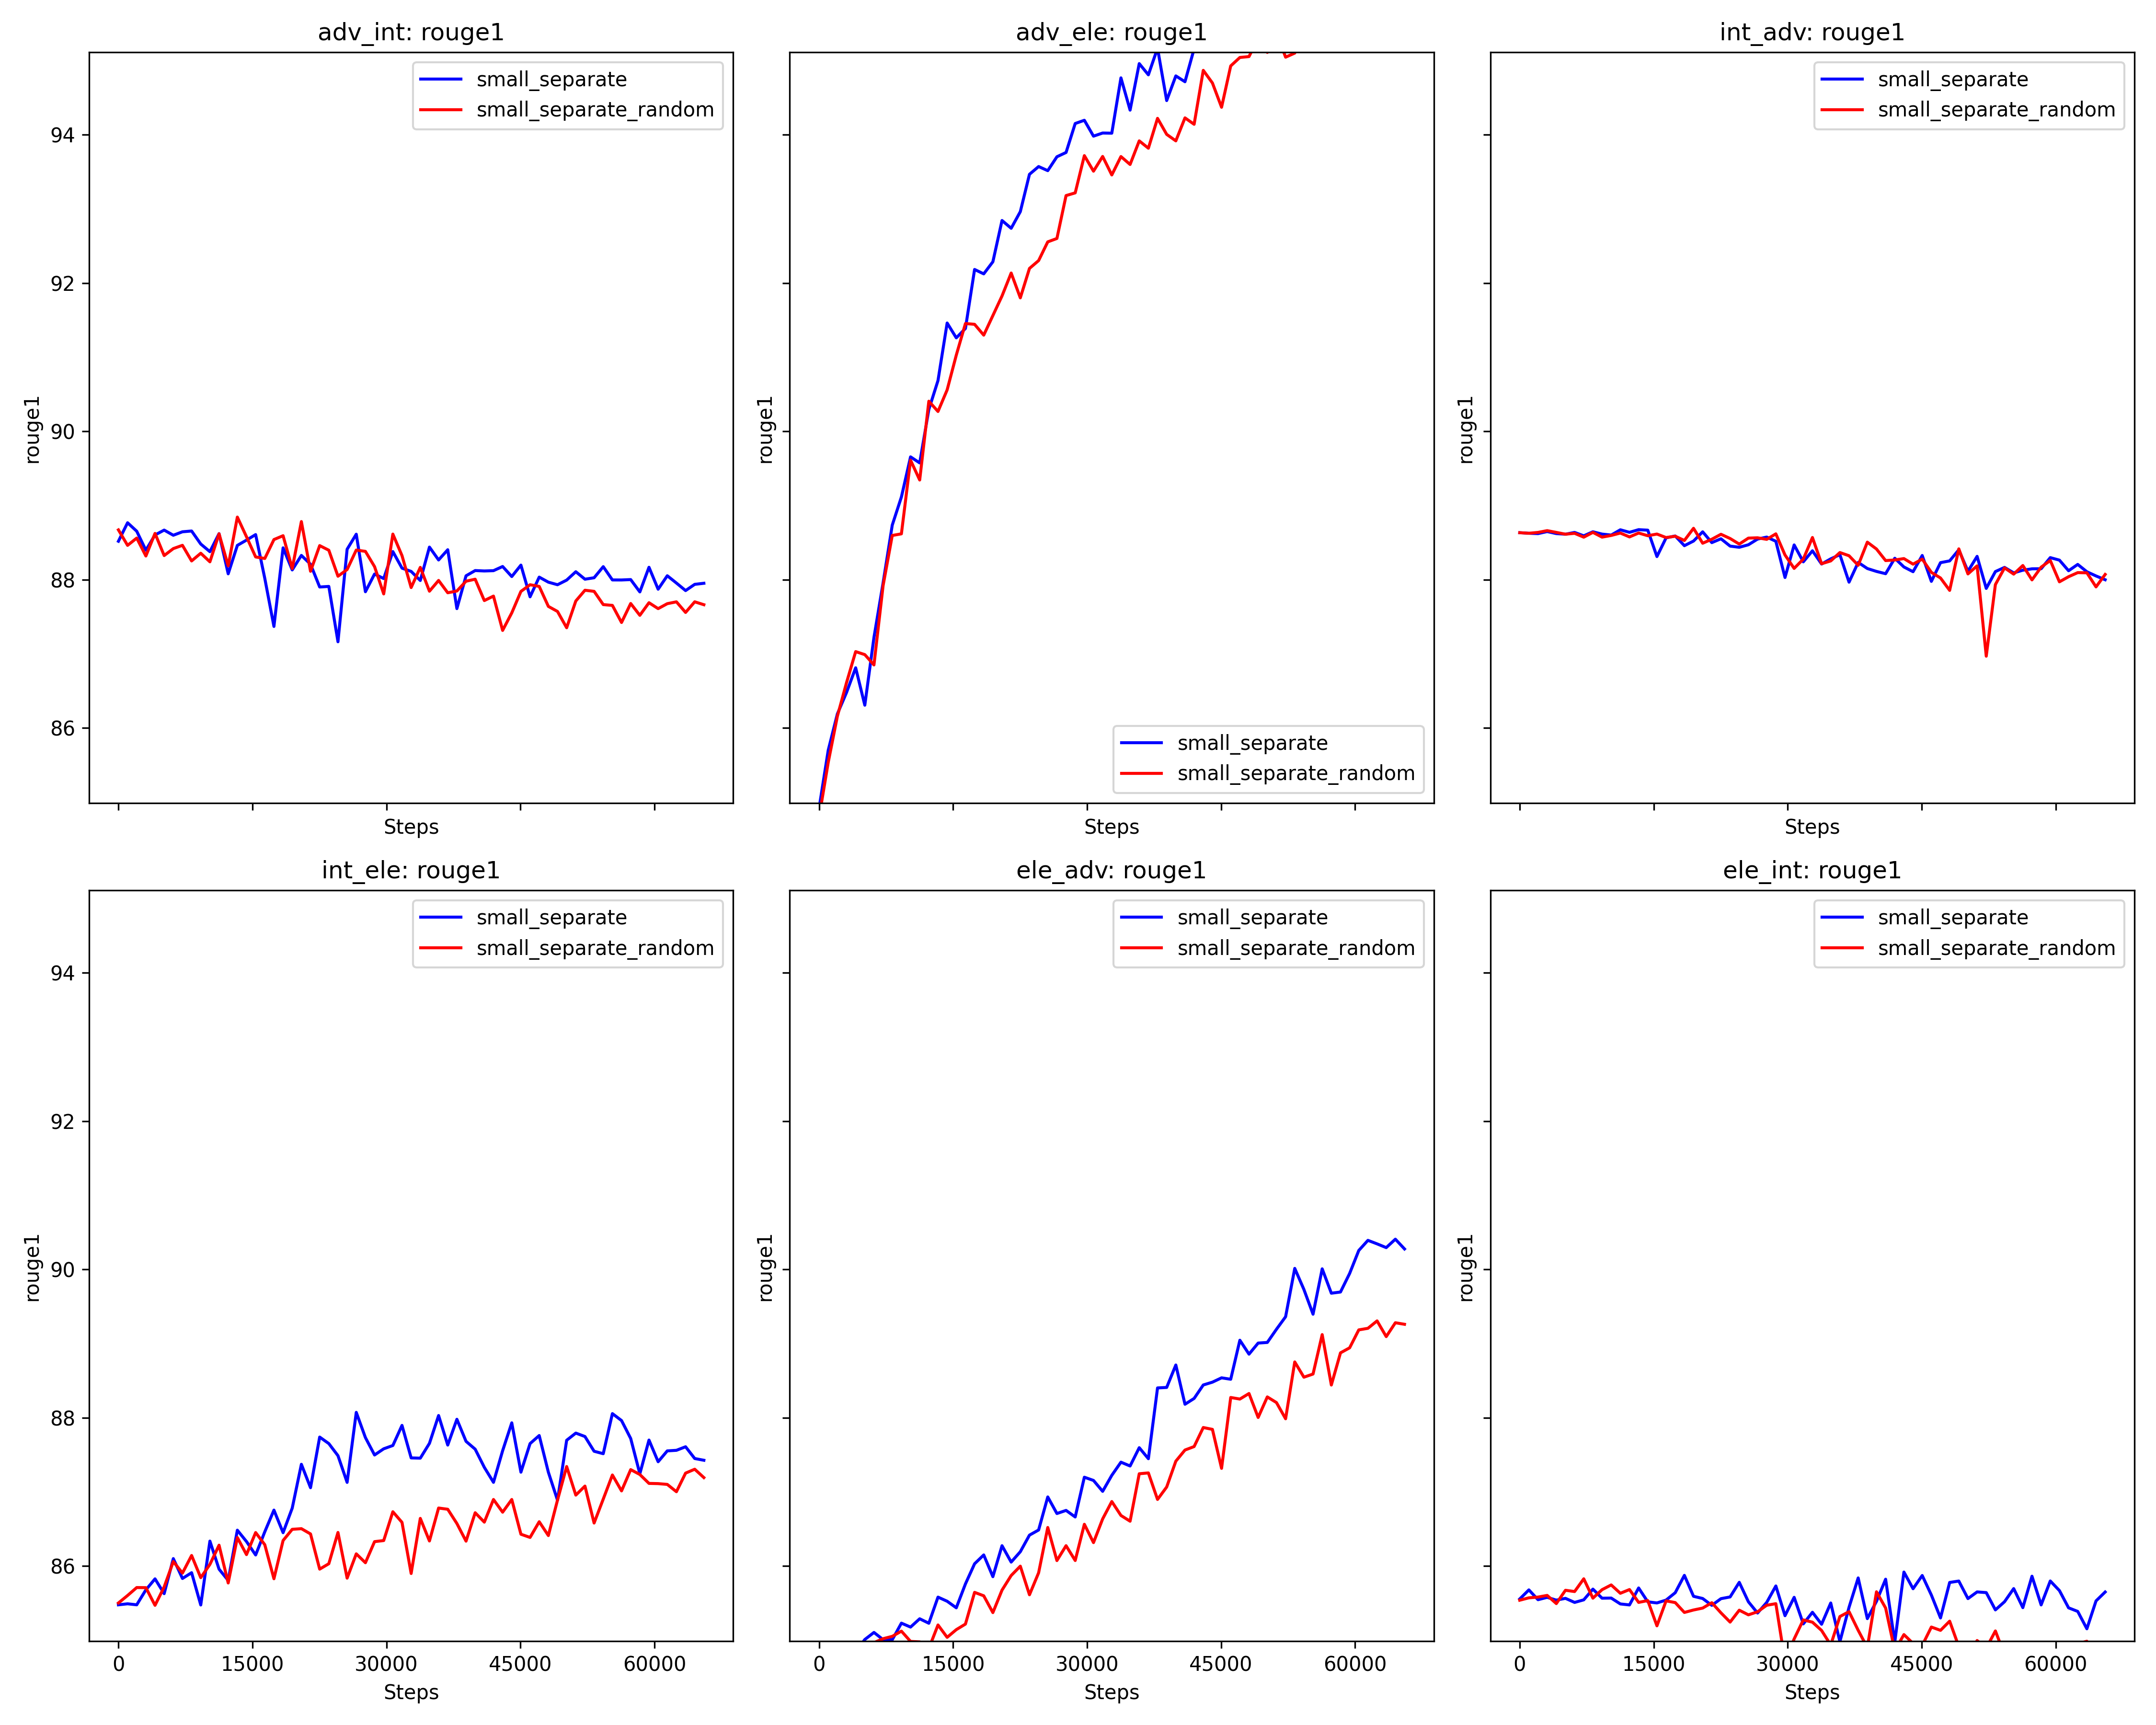 adv_int: rouge1
rouge1
94
92
90
88
86
small_separate
small_separate_random
Steps
adv_ele: rouge1
rouge1
small_separate
small_separate_random
Steps
int_adv: rouge1
rouge1
small_separate
small_separate_random
Steps
int_ele: rouge1
rouge1
94
92
90
88
86
small_separate
small_separate_random
0 15000 30000 45000 60000
Steps
ele_adv: rouge1
rouge1
small_separate
small_separate_random
0 15000 30000 45000 60000
Steps
ele_int: rouge1
rouge1
small_separate
small_separate_random
0 15000 30000 45000 60000
Steps